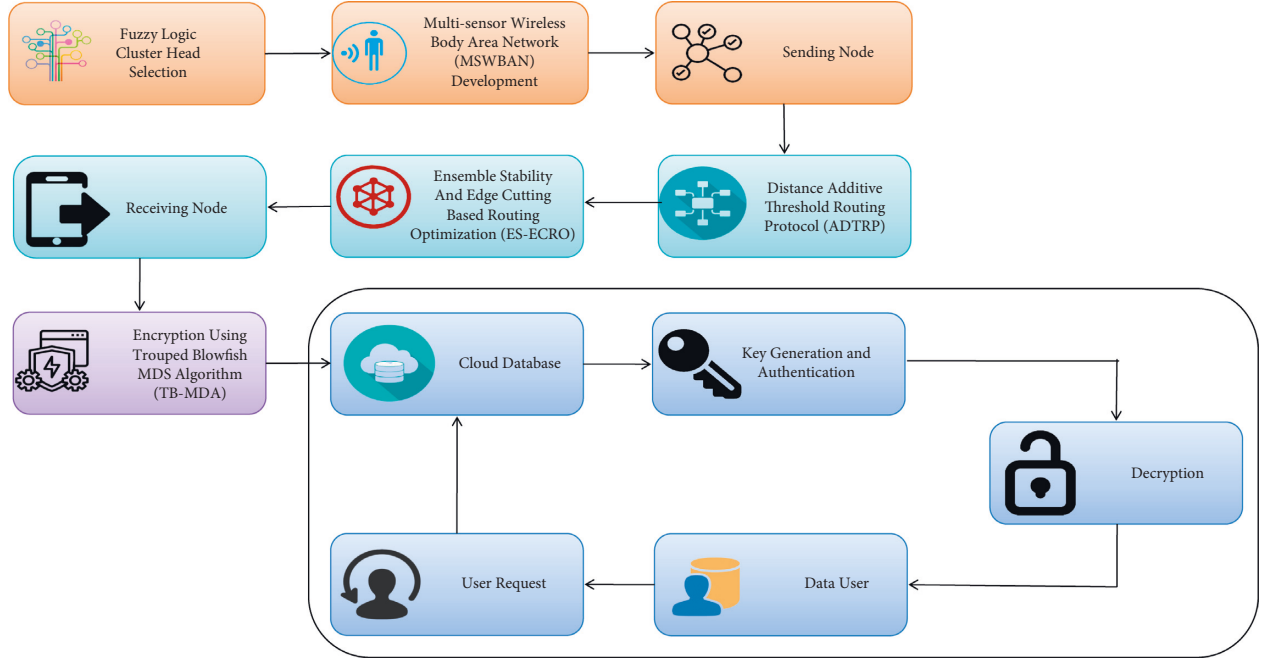 Fuzzy Logic
Cluster Head
Selection
Multi-sensor Wireless
Body Area Network
(MSWBAN)
Development
Sending Node
Receiving Node
Ensemble Stability
And Edge Cutting
Based Routing
Optimization (ES-ECRO)
Distance Additive
Threshold Routing
Protocol (ADTRP)
Encryption Using
Trouped Blowfish
MDS Algorithm
(TB-MDA)
Cloud Database
Key Generation and
Authentication
Decryption
User Request
Data User